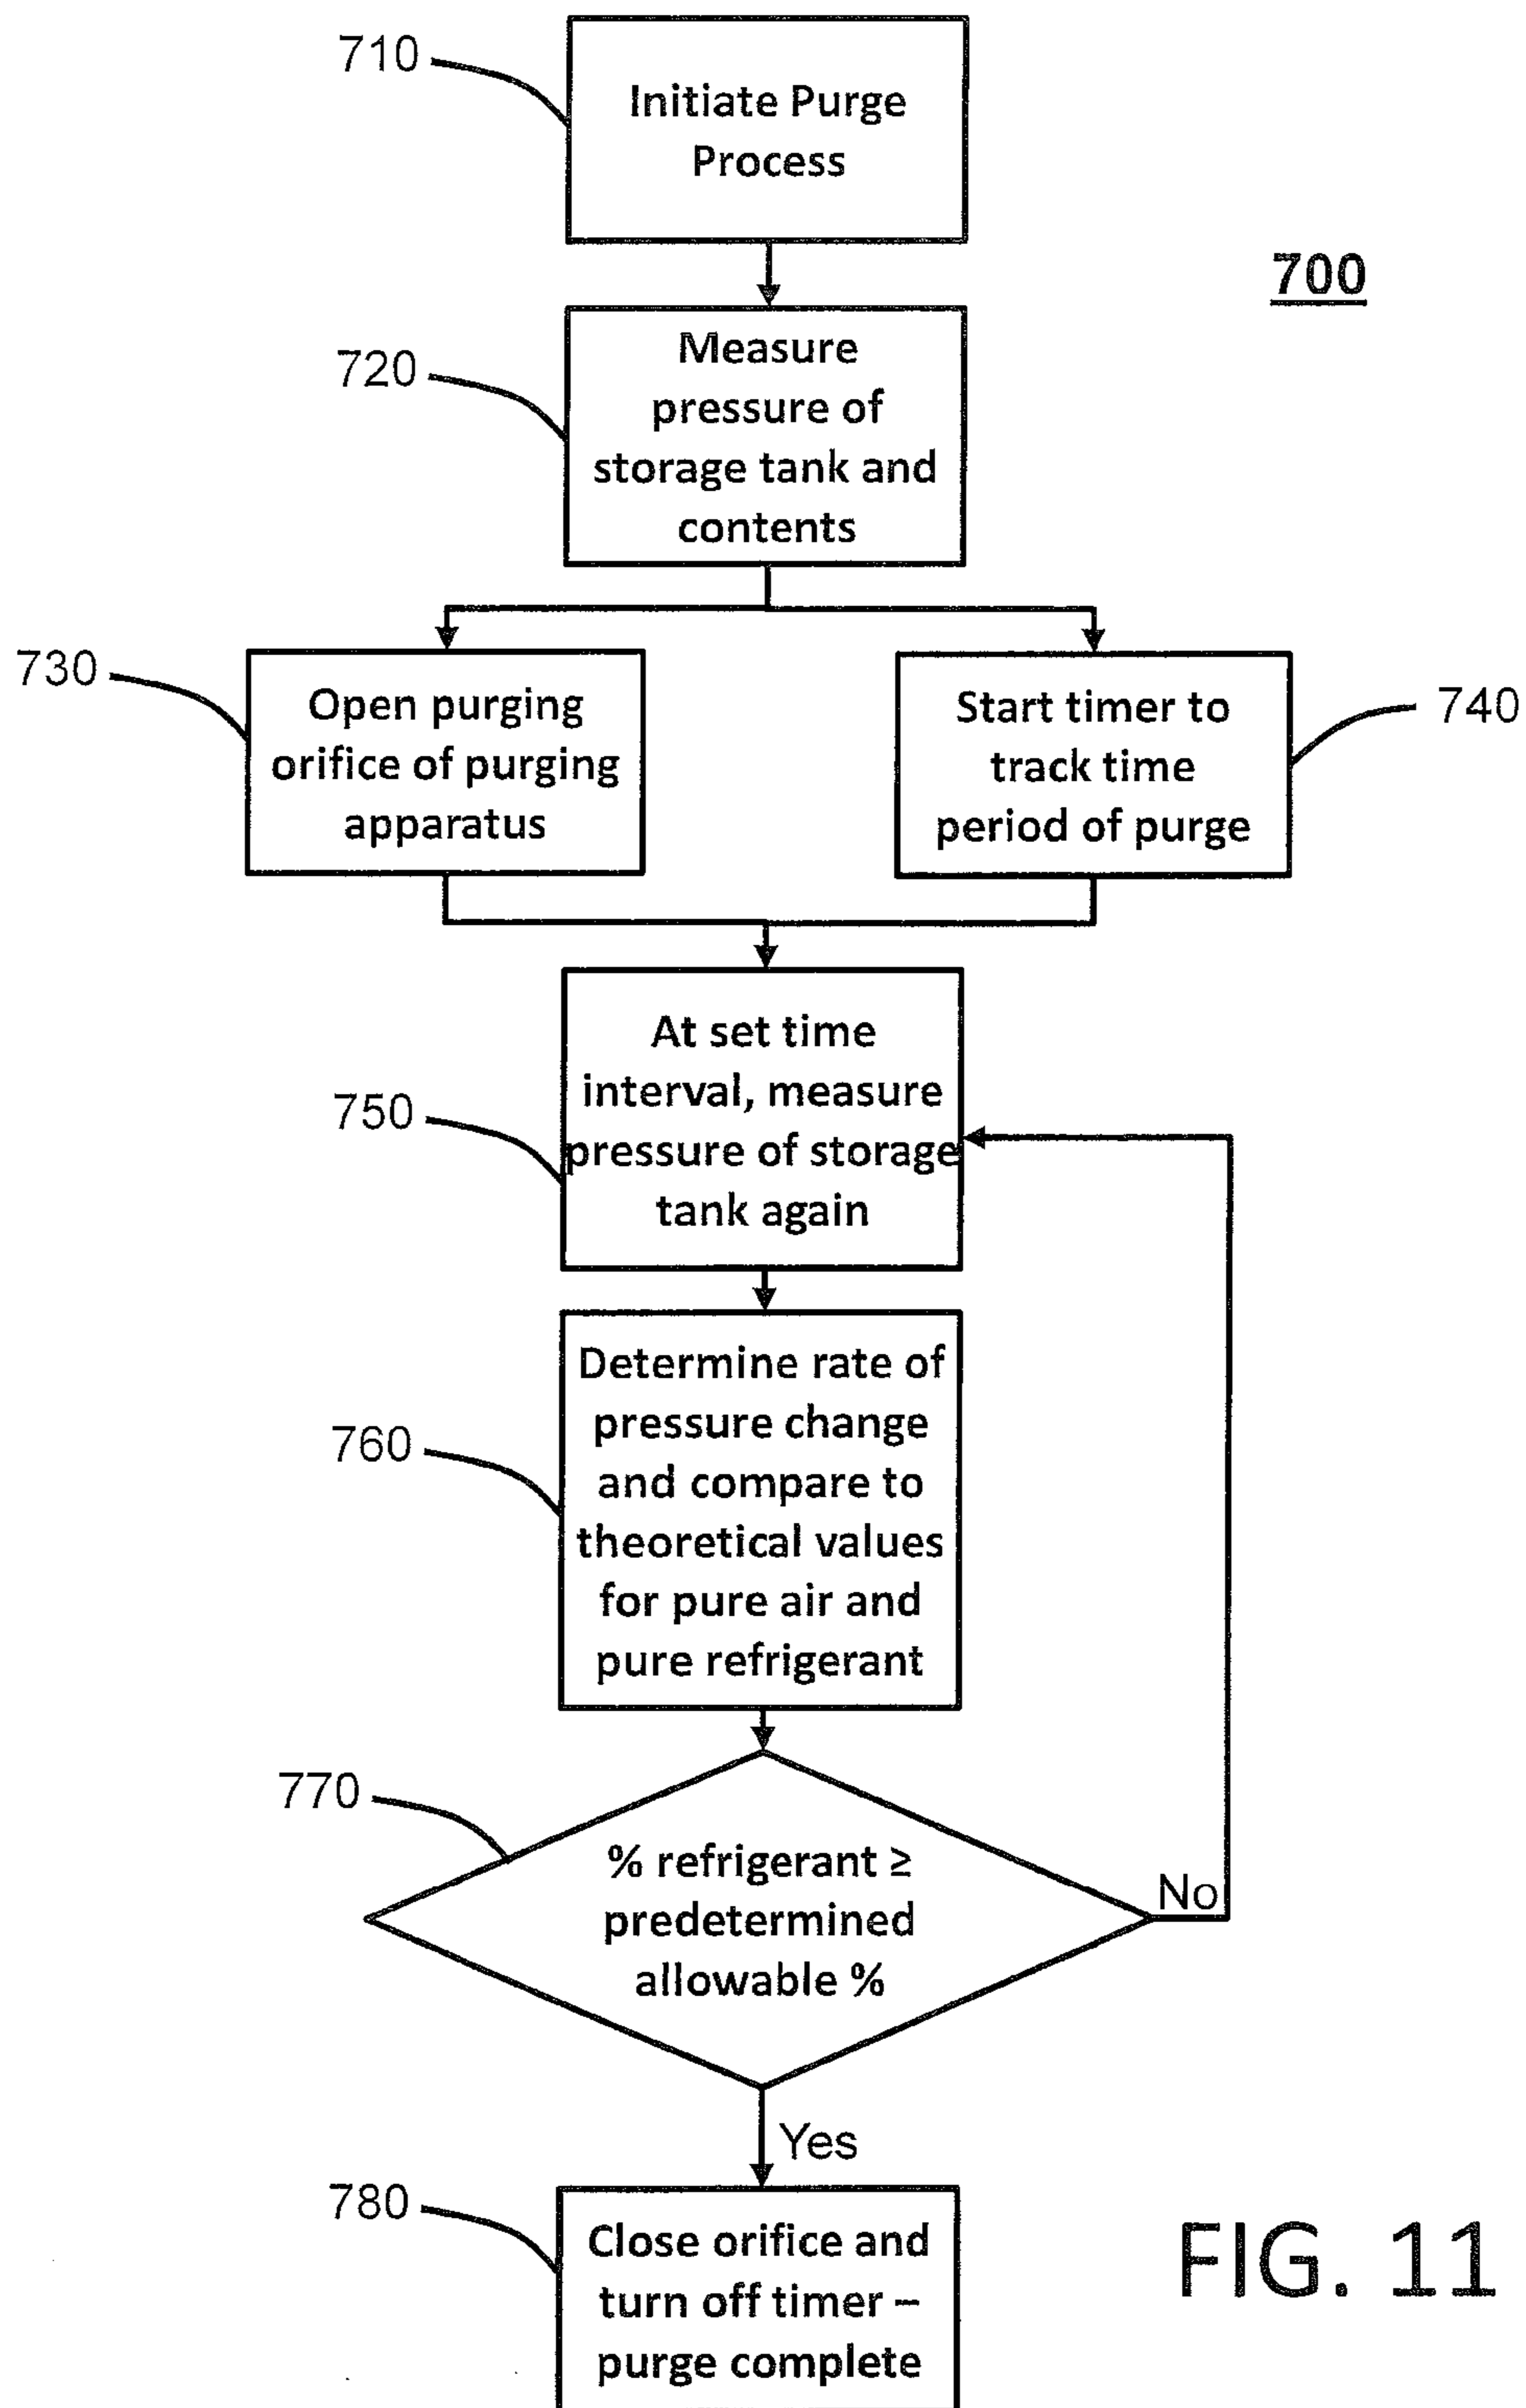 710
Initiate Purge
Process
700
720
Measure
pressure of
storage tank and
contents
730
Open purging
orifice of purging
apparatus
Start timer to
track time
period of purge
740
750
At set time
interval, measure
pressure of storage
tank again
760
Determine rate of
pressure change
and compare to
theoretical values
for pure air and
pure refrigerant
770
% refrigerant ≥
predetermined
allowable %
No
Yes
780
Close orifice and
turn off timer –
purge complete
FIG. 11